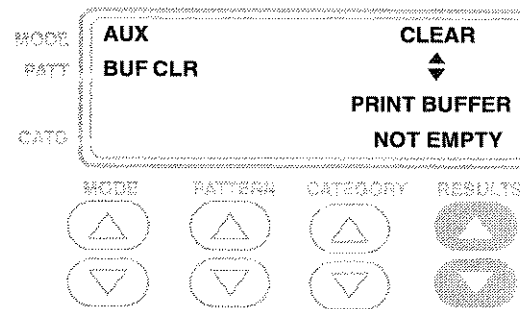 MODE AUX CLEAR
PATT BUF CLR
PRINT BUFFER
CATG NOT EMPTY
MODE PATTERN CATEGORY RESULTS